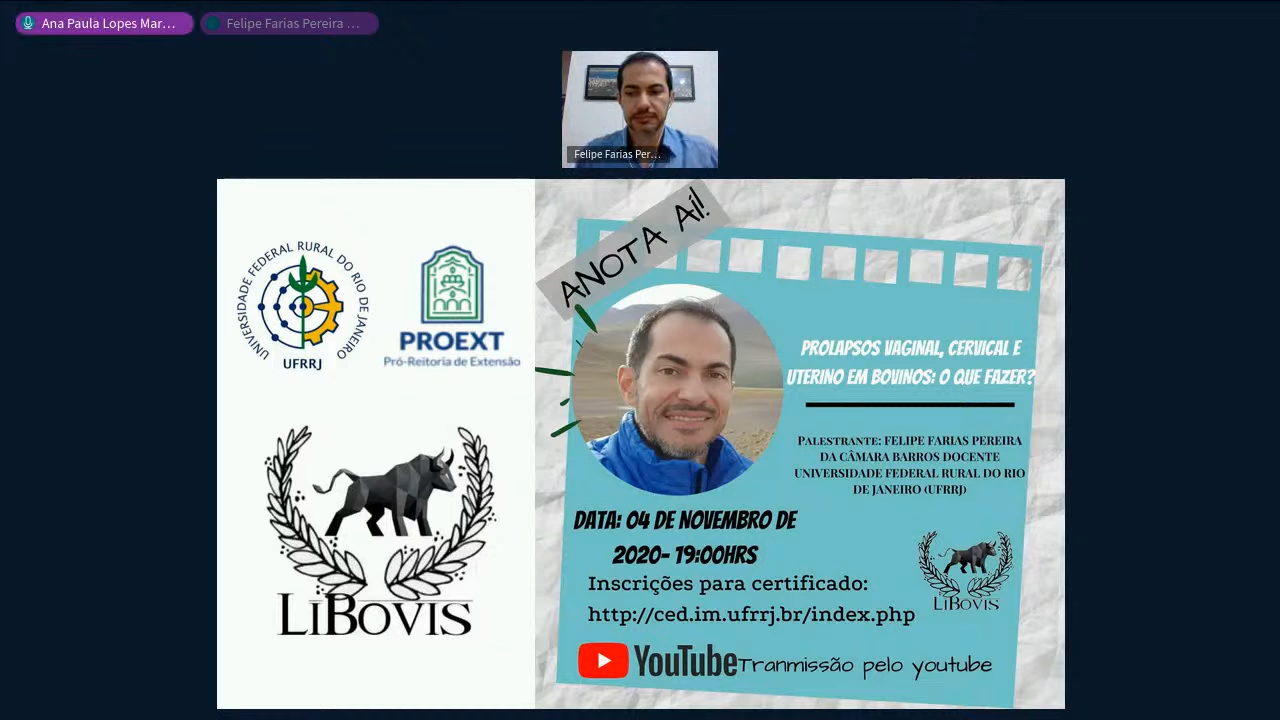 Ana Paula Lopes Mar...
Felipe Farias Pereira ...
Felipe Farias Per...
UNIVERSIDADE FEDERAL RURAL DO RIO DE JANEIRO
UFRRJ
PROEXT
Pró-Reitoria de Extensão
LiBovis
ANOTA AÍ!
PROLAPSOS VAGINAL, CERVICAL E
UTERINO EM BOVINOS: O QUE FAZER?
PALESTRANTE: FELIPE FARIAS PEREIRA
DA CÂMARA BARROS DOCENTE
UNIVERSIDADE FEDERAL RURAL DO RIO
DE JANEIRO (UFRRJ)
DATA: 04 DE NOVEMBRO DE
2020- 19:00HRS
Inscrições para certificado:
http://ced.im.ufrrj.br/index.php
LiBovis
YouTube Tranmissão pelo youtube